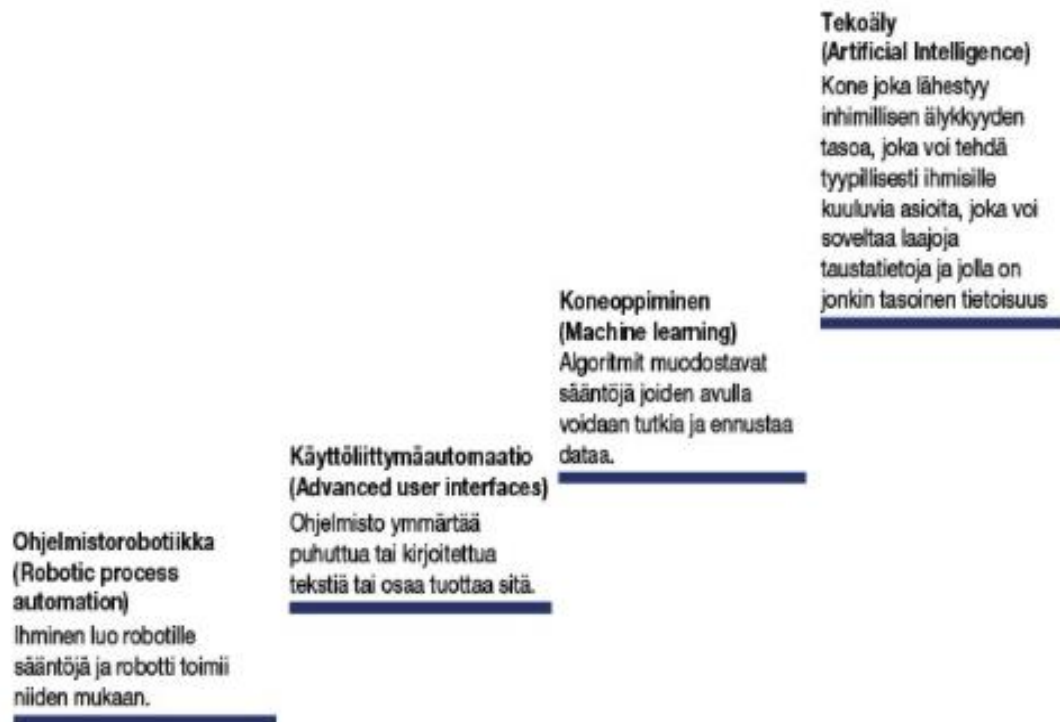 Tekoäly
(Artificial Intelligence)
Kone joka lähestyy
inhimillisen älykkyyden
tasoa, joka voi tehdä
tyypillisesti ihmisille
kuuluvia asioita, joka voi
soveltaa laajoja
taustatietoja ja jolla on
jonkin tasoinen tietoisuus
Koneoppiminen
(Machine learning)
Algoritmit muodostavat
sääntöjä joiden avulla
voidaan tutkia ja ennustaa
dataa.
Käyttöliittymäautomaatio
(Advanced user interfaces)
Ohjelmisto ymmärtää
puhuttua tai kirjoitettua
tekstiä tai osaa tuottaa sitä.
Ohjelmistorobotiikka
(Robotic process
automation)
Ihminen luo robotille
sääntöjä ja robotti toimii
niiden mukaan.